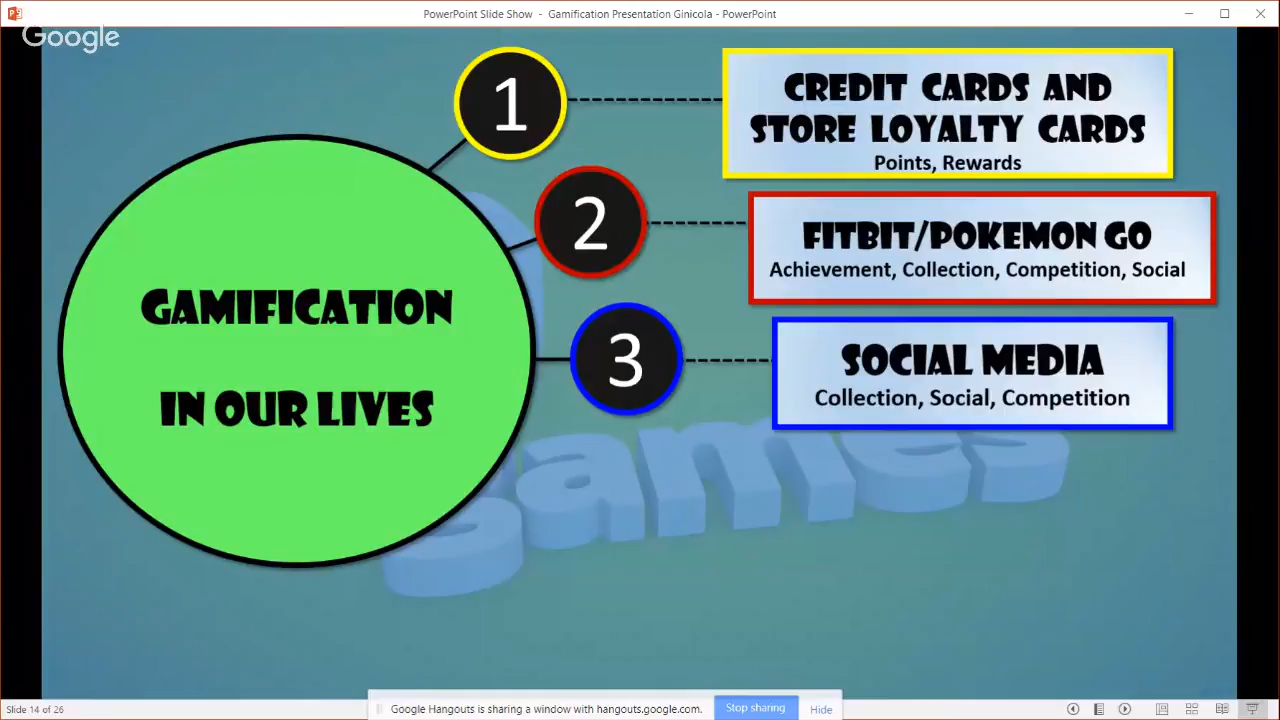 PowerPoint Slide Show - Gamification Presentation Ginicola - PowerPoint
Google
1
CREDIT CARDS AND
STORE LOYALTY CARDS
Points, Rewards
2
FITBIT/POKEMON GO
Achievement, Collection, Competition, Social
GAMIFICATION
IN OUR LIVES
3
SOCIAL MEDIA
Collection, Social, Competition
Games
Slide 14 of 26
Google Hangouts is sharing a window with hangouts.google.com.
Stop sharing
Hide